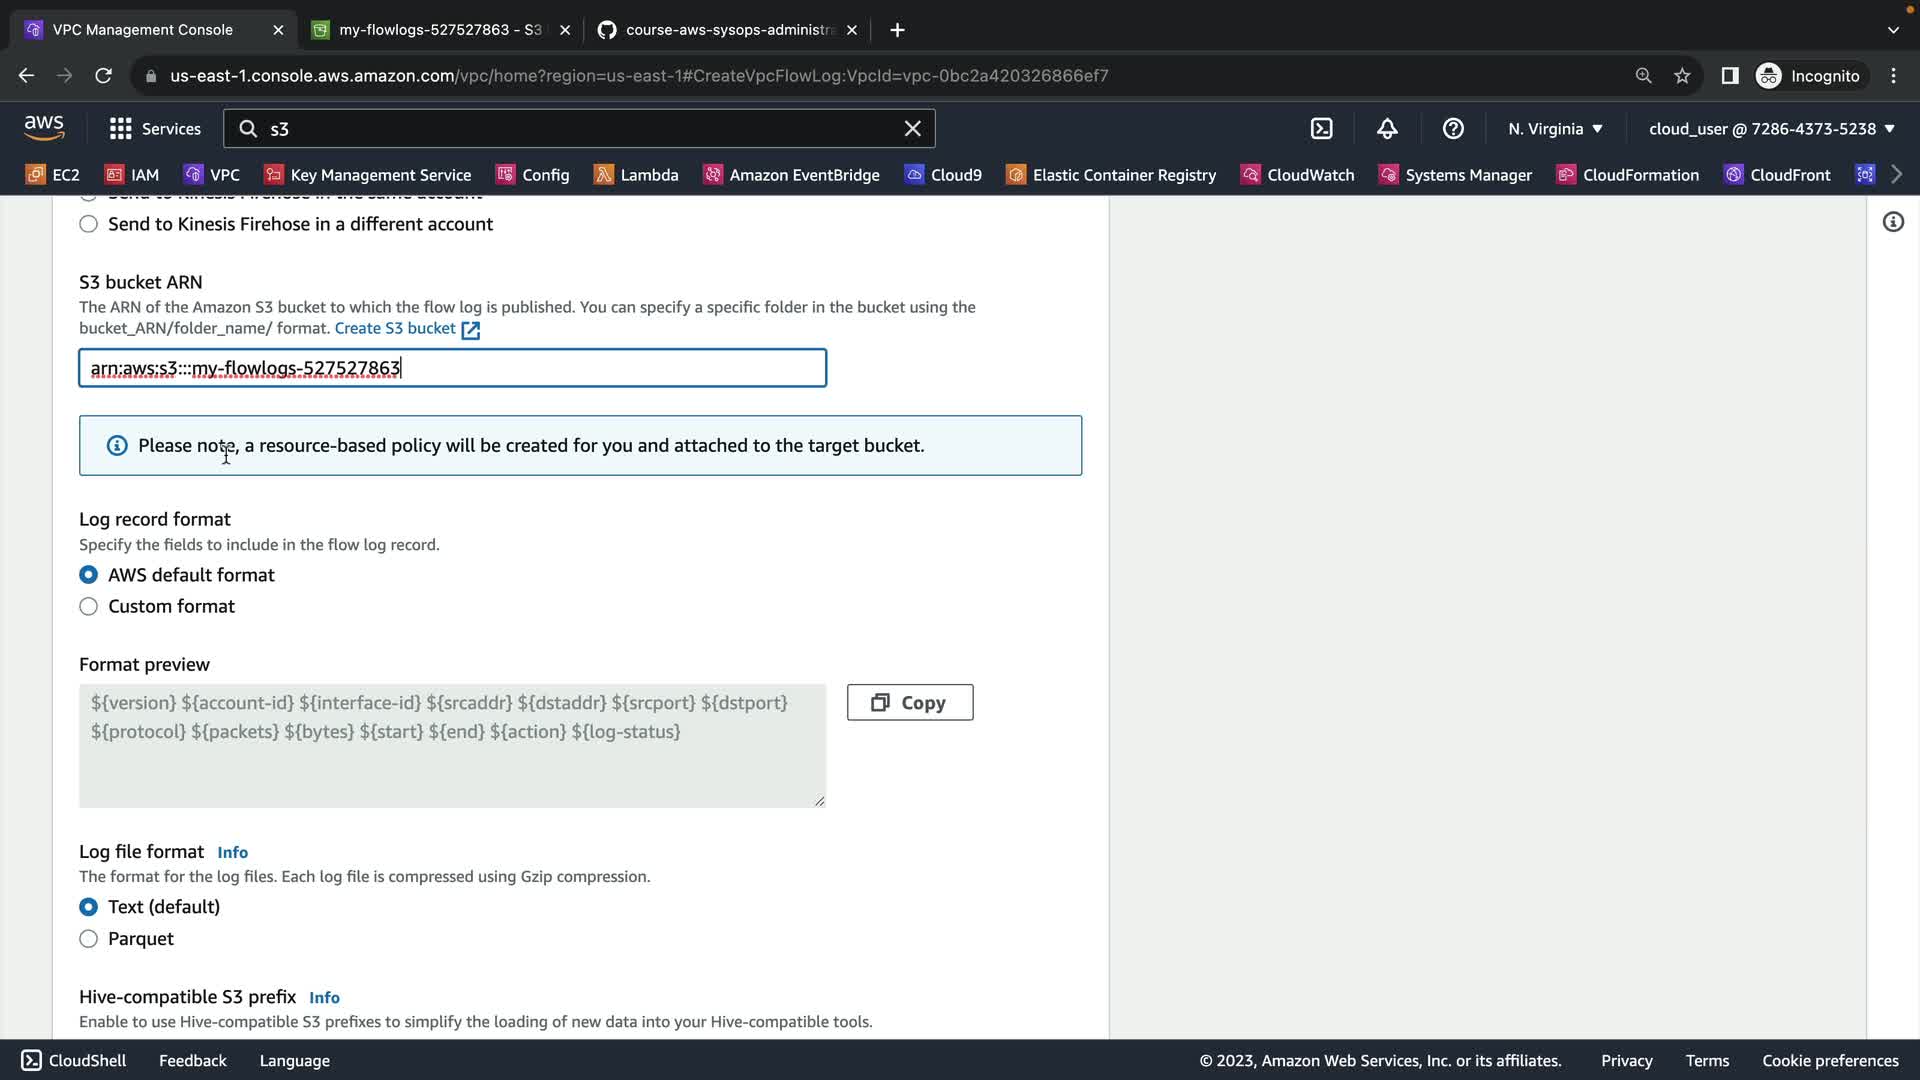 VPC Management Console
my-flowlogs-527527863 - S3
course-aws-sysops-administra
us-east-1.console.aws.amazon.com/vpc/home?region=us-east-1#CreateVpcFlowLog:VpcId=vpc-0bc2a420326866ef7
Incognito
aws
Services
s3
N. Virginia
cloud_user @ 7286-4373-5238
EC2
IAM
VPC
Key Management Service
Config
Lambda
Amazon EventBridge
Cloud9
Elastic Container Registry
CloudWatch
Systems Manager
CloudFormation
CloudFront
Send to Kinesis Firehose in the same account
Send to Kinesis Firehose in a different account
S3 bucket ARN
The ARN of the Amazon S3 bucket to which the flow log is published. You can specify a specific folder in the bucket using the
bucket_ARN/folder_name/ format. Create S3 bucket
arn:aws:s3:::my-flowlogs-527527863
Please note, a resource-based policy will be created for you and attached to the target bucket.
Log record format
Specify the fields to include in the flow log record.
AWS default format
Custom format
Format preview
${version} ${account-id} ${interface-id} ${srcaddr} ${dstaddr} ${srcport} ${dstport}
${protocol} ${packets} ${bytes} ${start} ${end} ${action} ${log-status}
Copy
Log file format Info
The format for the log files. Each log file is compressed using Gzip compression.
Text (default)
Parquet
Hive-compatible S3 prefix Info
Enable to use Hive-compatible S3 prefixes to simplify the loading of new data into your Hive-compatible tools.
CloudShell
Feedback
Language
© 2023, Amazon Web Services, Inc. or its affiliates.
Privacy
Terms
Cookie preferences